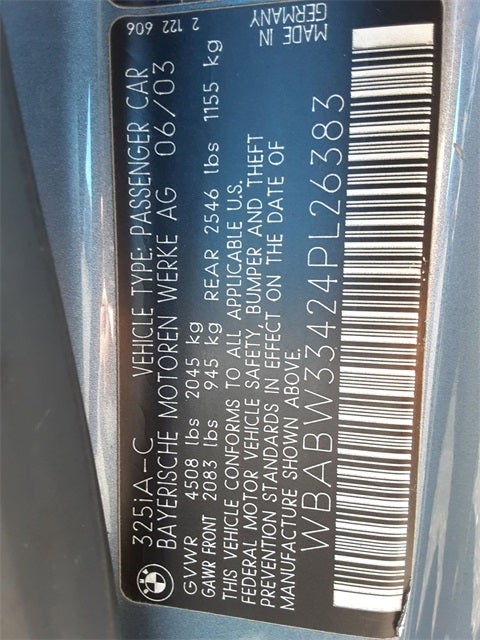 325iA-C VEHICLE TYPE: PASSENGER CAR 2 122 606
BAYERISCHE MOTOREN WERKE AG 06/03
GVWR 4508 lbs 2045 kg
GAWR FRONT 2083 lbs 945 kg REAR 2546 lbs 1155 kg
THIS VEHICLE CONFORMS TO ALL APPLICABLE U.S.
FEDERAL MOTOR VEHICLE SAFETY, BUMPER AND THEFT
PREVENTION STANDARDS IN EFFECT ON THE DATE OF
MANUFACTURE SHOWN ABOVE.
MADE IN
GERMANY
WBABW33424PL26383
BMW